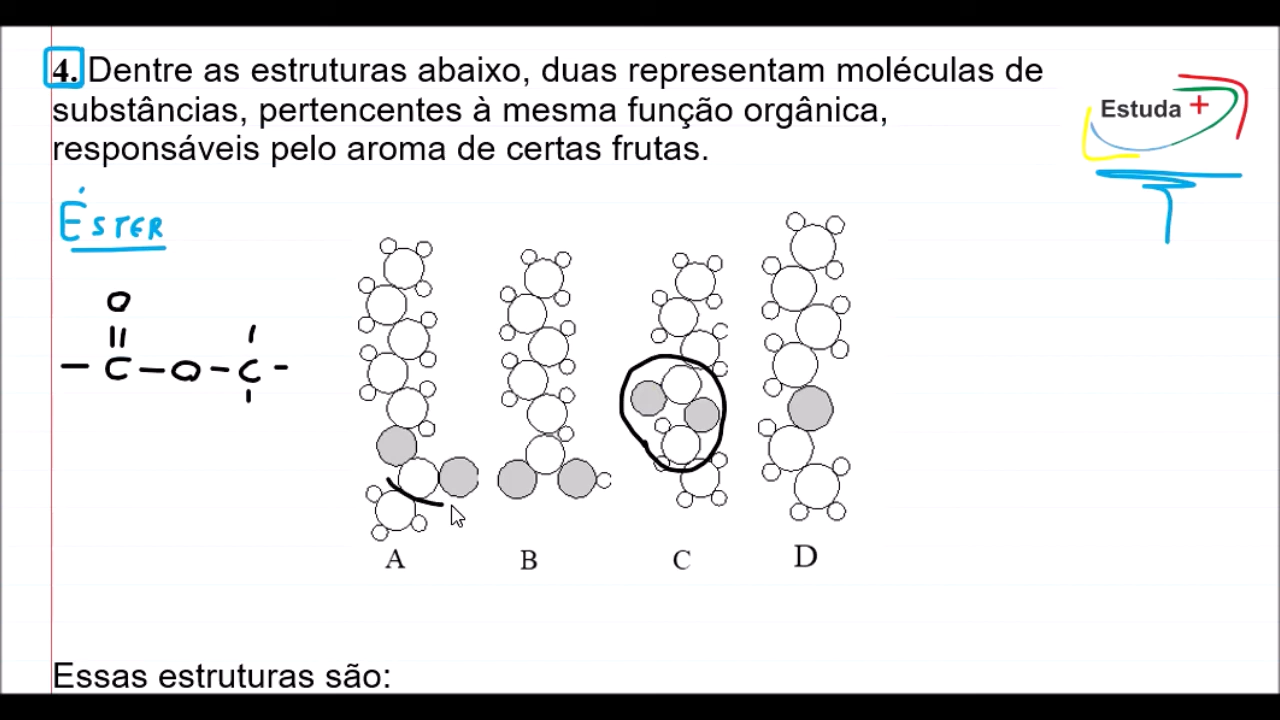 4. Dentre as estruturas abaixo, duas representam moléculas de
substâncias, pertencentes à mesma função orgânica,
responsáveis pelo aroma de certas frutas.
Estuda +
ÉSTER
O
||
– C – O – C –
A B C D
Essas estruturas são: